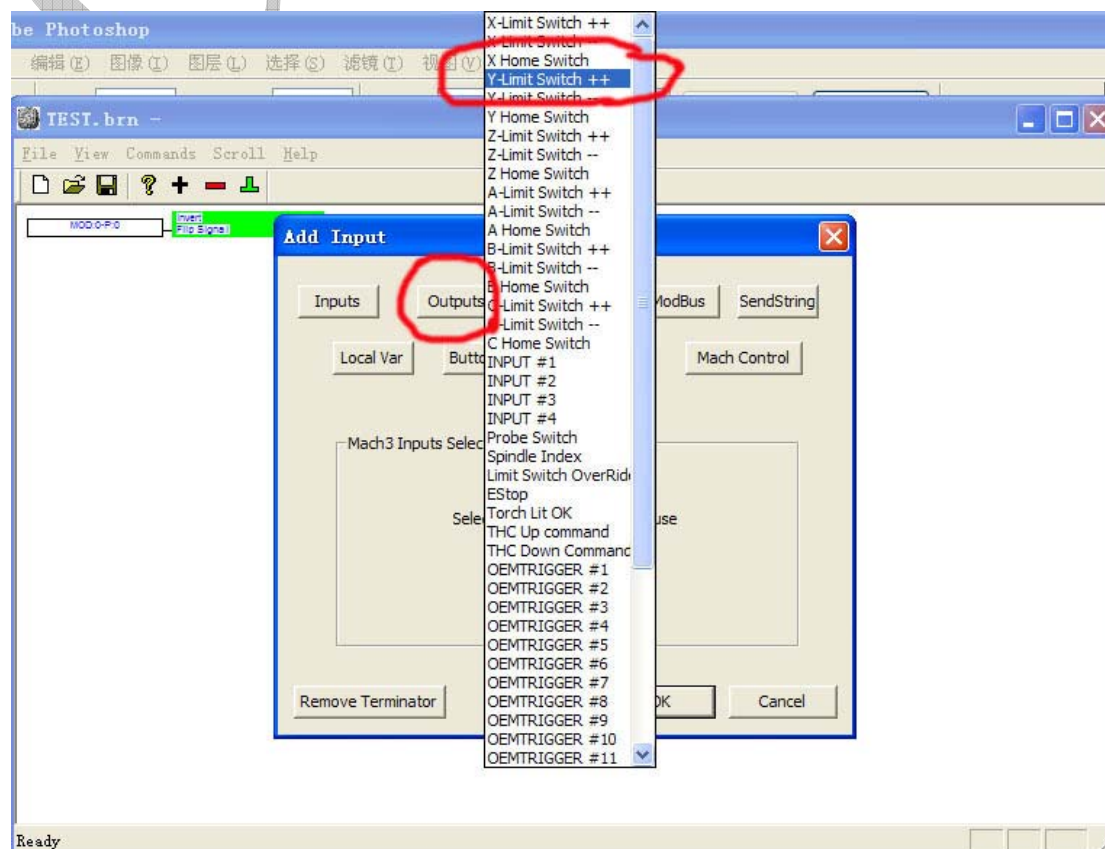 be Photoshop
编辑(E) 图像(I) 图层(L) 选择(S) 滤镜(T) 视图(V)
TEST.brn -
File View Commands Scroll Help
MOD:0-P:0
Invert
Flip Signal
Add Input
Inputs
Outputs
ModBus
SendString
Local Var
Mach Control
Mach3 Inputs
use
Remove Terminator
OK
Cancel
X-Limit Switch ++
X-Limit Switch --
X Home Switch
Y-Limit Switch ++
Y-Limit Switch --
Y Home Switch
Z-Limit Switch ++
Z-Limit Switch --
Z Home Switch
A-Limit Switch ++
A-Limit Switch --
A Home Switch
B-Limit Switch ++
B-Limit Switch --
B Home Switch
C-Limit Switch ++
C-Limit Switch --
C Home Switch
INPUT #1
INPUT #2
INPUT #3
INPUT #4
Probe Switch
Spindle Index
Limit Switch OverRid
EStop
Torch Lit OK
THC Up command
THC Down Command
OEMTRIGGER #1
OEMTRIGGER #2
OEMTRIGGER #3
OEMTRIGGER #4
OEMTRIGGER #5
OEMTRIGGER #6
OEMTRIGGER #7
OEMTRIGGER #8
OEMTRIGGER #9
OEMTRIGGER #10
OEMTRIGGER #11
Ready